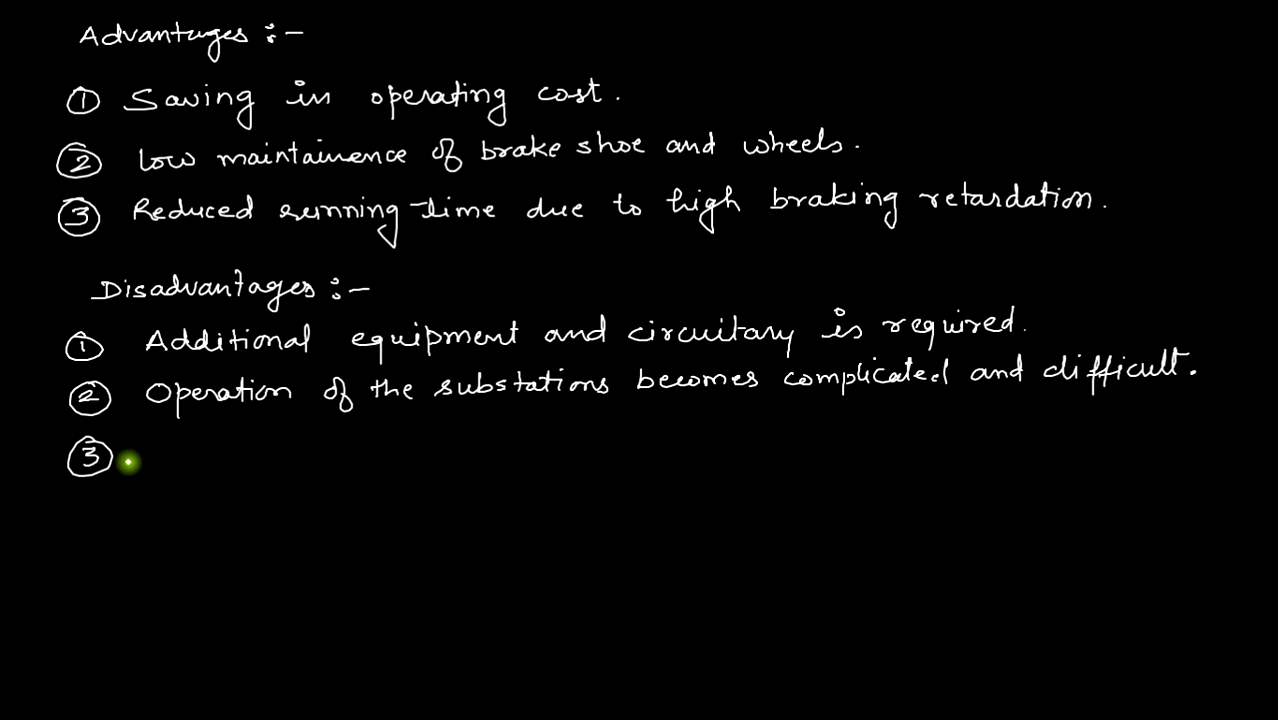 Advantages :-
① Saving in operating cost.
② Low maintainence of brake shoe and wheels.
③ Reduced running time due to high braking retardation.
Disadvantages :-
① Additional equipment and circuitary is required.
② Operation of the substations becomes complicated and difficult.
③